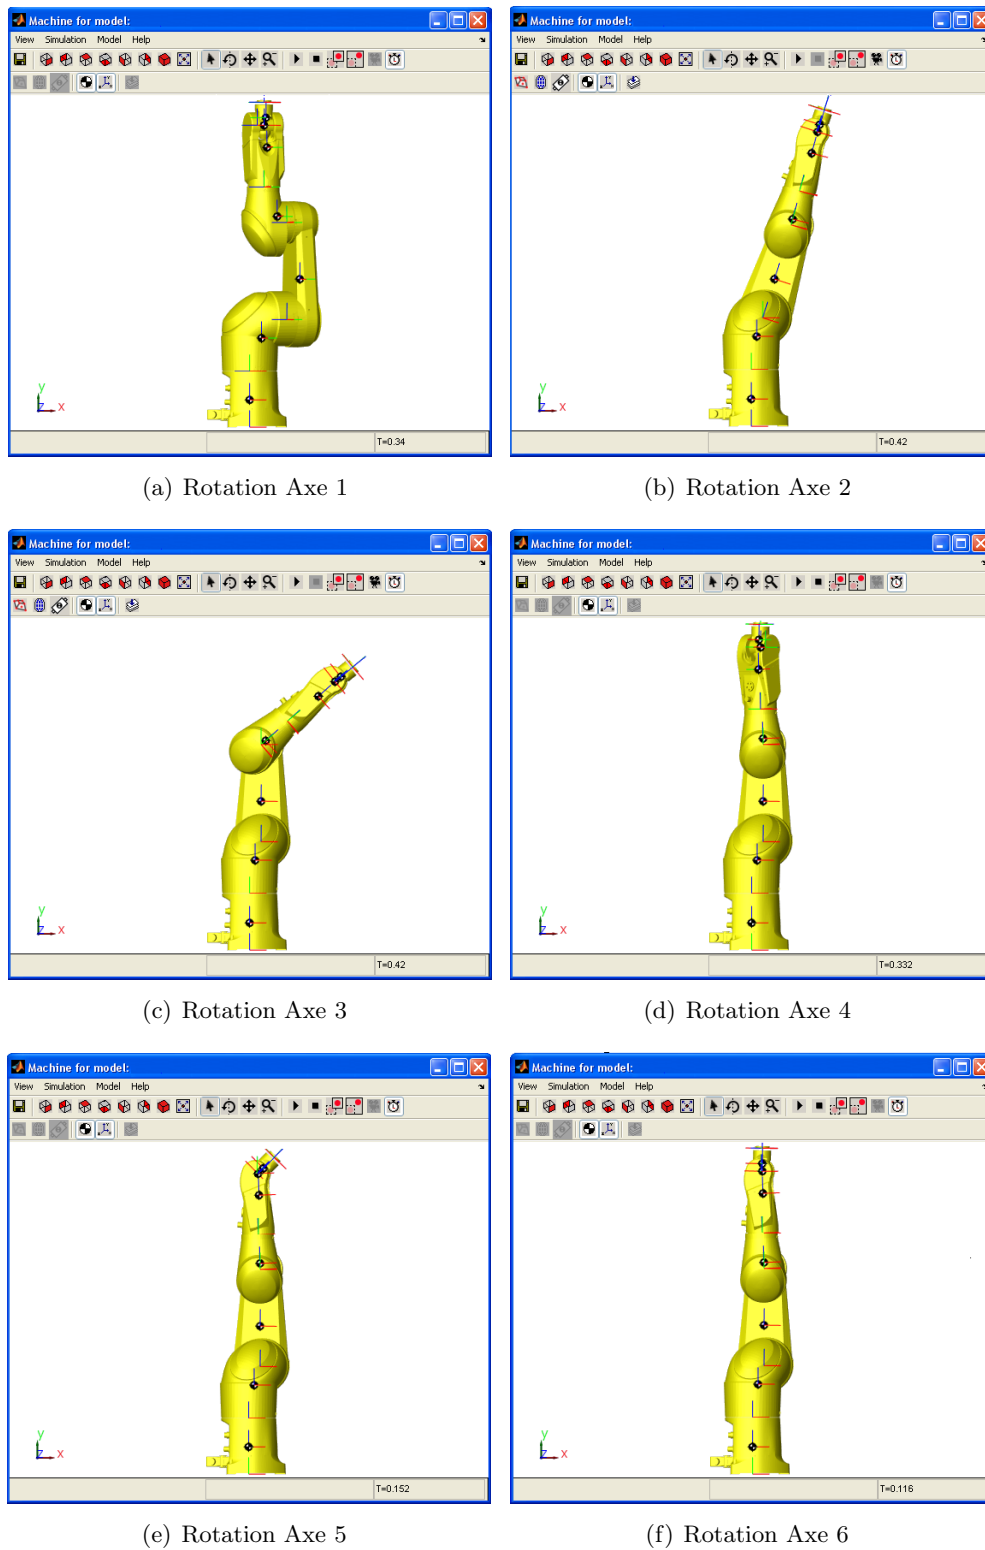 Machine for model:
View Simulation Model Help
y
z x
T=0.34
(a) Rotation Axe 1
Machine for model:
View Simulation Model Help
y
z x
T=0.42
(b) Rotation Axe 2
Machine for model:
View Simulation Model Help
y
z x
T=0.42
(c) Rotation Axe 3
Machine for model:
View Simulation Model Help
y
z x
T=0.332
(d) Rotation Axe 4
Machine for model:
View Simulation Model Help
y
z x
T=0.152
(e) Rotation Axe 5
Machine for model:
View Simulation Model Help
y
z x
T=0.116
(f) Rotation Axe 6